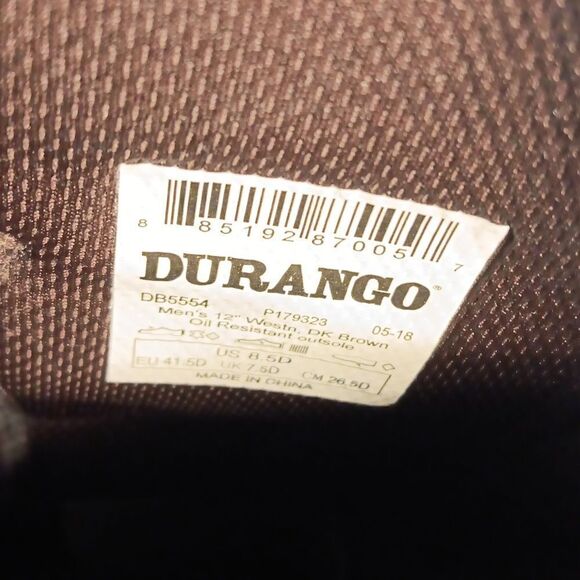 8 85192 87005 7
DURANGO®
DB5554 P179323 05-18
Men's 12" Westn, DK Brown
Oil Resistant outsole
US 8.5D
EU 41.5D UK 7.5D CM 26.5D
MADE IN CHINA